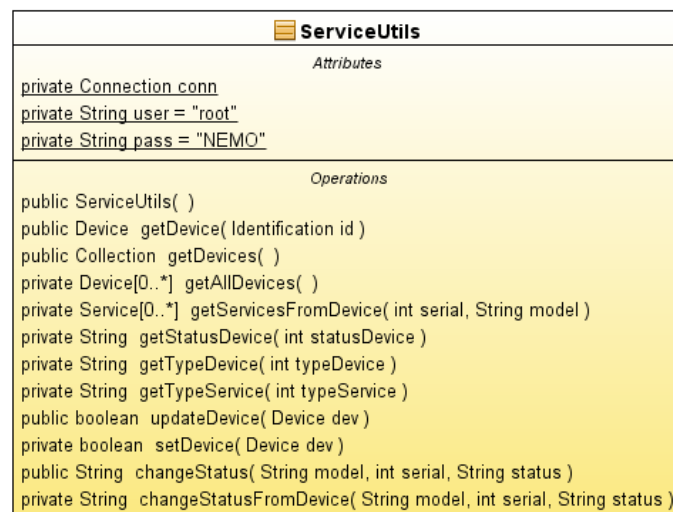 ServiceUtils
Attributes
private Connection conn
private String user = "root"
private String pass = "NEMO"
Operations
public ServiceUtils( )
public Device getDevice( Identification id )
public Collection getDevices( )
private Device[0..*] getAllDevices( )
private Service[0..*] getServicesFromDevice( int serial, String model )
private String getStatusDevice( int statusDevice )
private String getTypeDevice( int typeDevice )
private String getTypeService( int typeService )
public boolean updateDevice( Device dev )
private boolean setDevice( Device dev )
public String changeStatus( String model, int serial, String status )
private String changeStatusFromDevice( String model, int serial, String status )